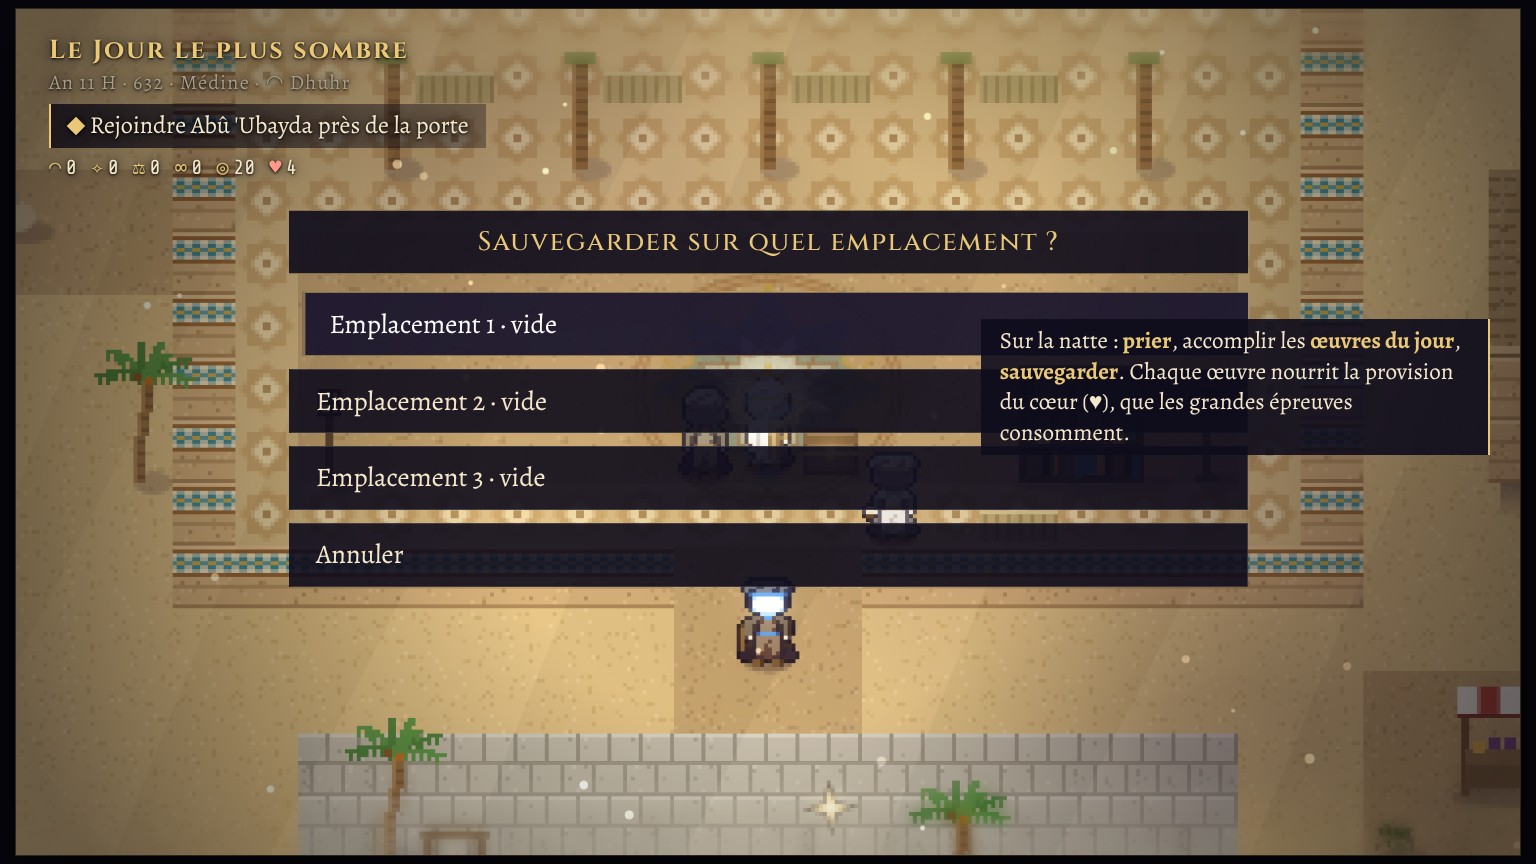 Le Jour le plus sombre
An 11 H · 632 · Médine · ◠ Dhuhr
◆ Rejoindre Abû 'Ubayda près de la porte
◠0 ✧0 ⚖0 ∞0 ◎20 ♥4
Sauvegarder sur quel emplacement ?
Emplacement 1 · vide
Sur la natte : prier, accomplir les œuvres du jour,
sauvegarder. Chaque œuvre nourrit la provision
du cœur (♥), que les grandes épreuves
consomment.
Emplacement 2 · vide
Emplacement 3 · vide
Annuler